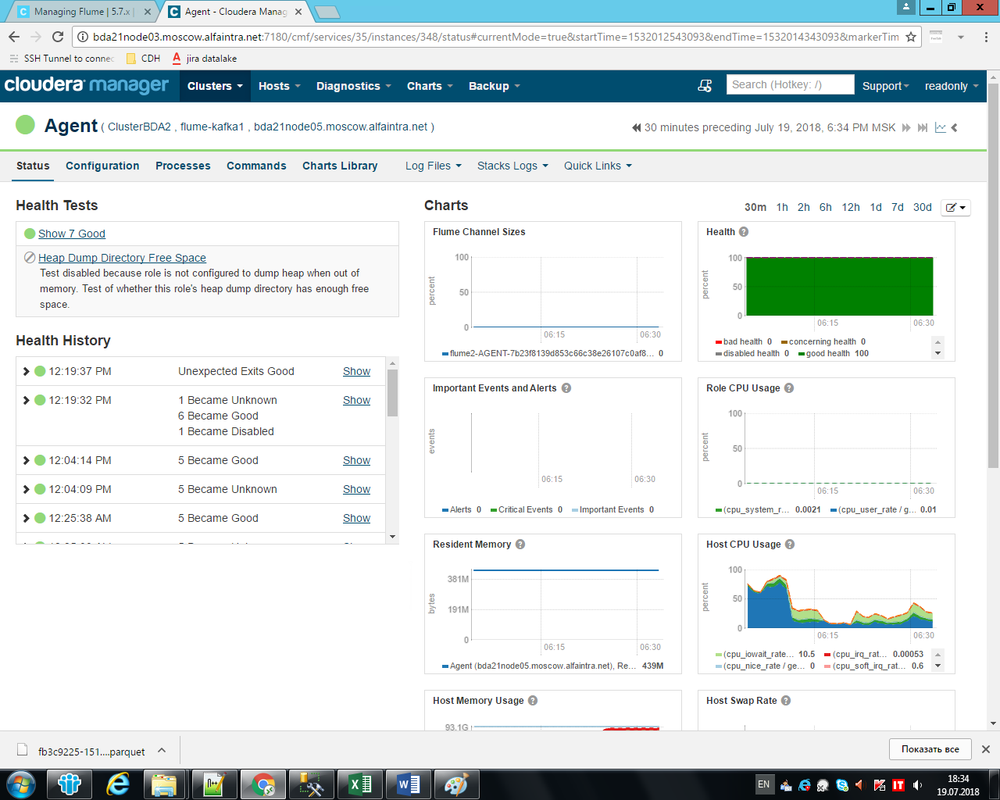 Managing Flume | 5.7.x |
Agent - Cloudera Manag
bda21node03.moscow.alfaintra.net:7180/cmf/services/35/instances/348/status#currentMode=true&startTime=1532012543093&endTime=1532014343093&markerTim
SSH Tunnel to connec
CDH
jira datalake
cloudera manager
Clusters
Hosts
Diagnostics
Charts
Backup
Search (Hotkey: /)
Support
readonly
Agent ( ClusterBDA2 , flume-kafka1 , bda21node05.moscow.alfaintra.net )
30 minutes preceding July 19, 2018, 6:34 PM MSK
Status
Configuration
Processes
Commands
Charts Library
Log Files
Stacks Logs
Quick Links
Health Tests
Show 7 Good
Heap Dump Directory Free Space
Test disabled because role is not configured to dump heap when out of
memory. Test of whether this role's heap dump directory has enough free
space.
Health History
12:19:37 PM Unexpected Exits Good Show
12:19:32 PM 1 Became Unknown Show
6 Became Good
1 Became Disabled
12:04:14 PM 5 Became Good Show
12:04:09 PM 5 Became Unknown Show
12:25:38 AM 5 Became Good Show
Charts
30m 1h 2h 6h 12h 1d 7d 30d
Flume Channel Sizes
percent
100
50
0
06:15
06:30
flume2-AGENT-7b23f8139d853c66c38e26107c0af8... 0
Health
percent
100
50
0
06:15
06:30
bad health 0
concerning health 0
disabled health 0
good health 100
Important Events and Alerts
events
06:15
06:30
Alerts 0
Critical Events 0
Important Events 0
Role CPU Usage
percent
100
50
0
06:15
06:30
(cpu_system_r... 0.0021
(cpu_user_rate / g... 0.01
Resident Memory
bytes
381M
191M
0
06:15
06:30
Agent (bda21node05.moscow.alfaintra.net), Re... 439M
Host CPU Usage
percent
100
50
0
06:15
06:30
(cpu_iowait_rate... 10.5
(cpu_irq_rat... 0.00053
(cpu_nice_rate / ge... 0
(cpu_soft_irq_rat... 0.6
Host Memory Usage
93.1G
Host Swap Rate
fb3c9225-151....parquet
Показать все
EN
18:34
19.07.2018